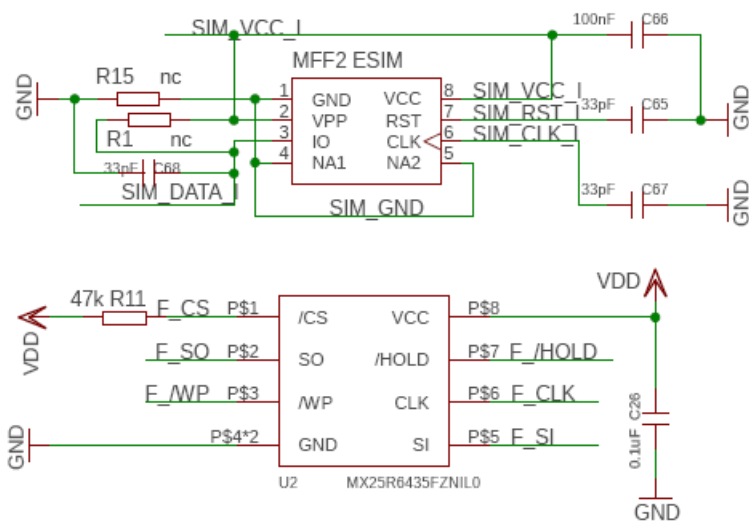 SIM_VCC_I
100nF C66
MFF2 ESIM
R15 nc
GND
1 GND VCC 8 SIM_VCC_I
R1 nc
2 VPP RST 7 SIM_RST_I 33pF C65
3 IO CLK 6 SIM_CLK_I
GND
4 NA1 NA2 5
33pF C68
SIM_DATA_I
SIM_GND
33pF C67
GND
VDD
47k R11
VDD
F_CS P$1 /CS VCC P$8
F_SO P$2 SO /HOLD P$7 F_/HOLD
F_/WP P$3 /WP CLK P$6 F_CLK
GND
P$4*2 GND SI P$5 F_SI
0.1uF C26
U2 MX25R6435FZNIL0
GND